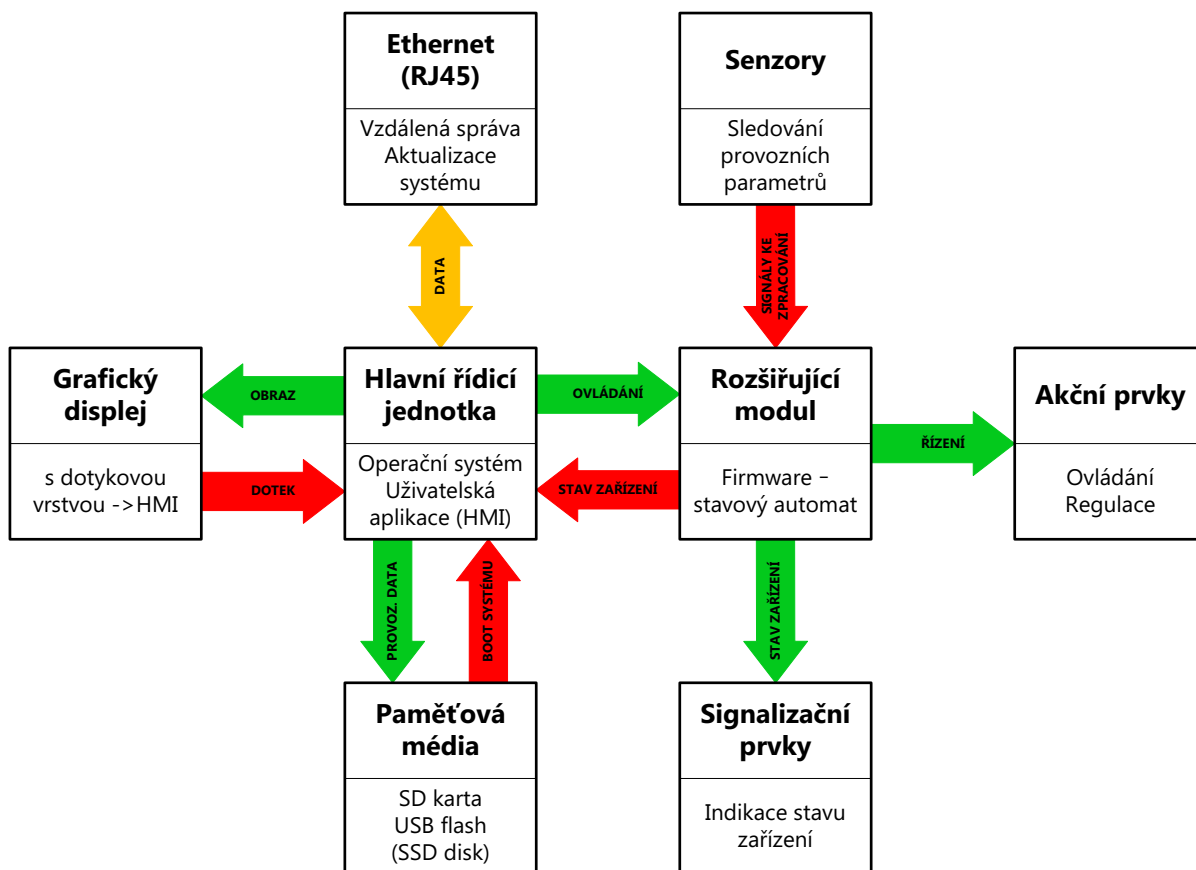 Ethernet
(RJ45)
Vzdálená správa
Aktualizace
systému
Senzory
Sledování
provozních
parametrů
DATA
SIGNÁLY KE
ZPRACOVÁNÍ
Grafický
displej
s dotykovou
vrstvou ->HMI
OBRAZ
DOTEK
Hlavní řídicí
jednotka
Operační systém
Uživatelská
aplikace (HMI)
OVLÁDÁNÍ
STAV ZAŘÍZENÍ
Rozšiřující
modul
Firmware –
stavový automat
ŘÍZENÍ
Akční prvky
Ovládání
Regulace
PROVOZ. DATA
BOOT SYSTÉMU
STAV ZAŘÍZENÍ
Paměťová
média
SD karta
USB flash
(SSD disk)
Signalizační
prvky
Indikace stavu
zařízení